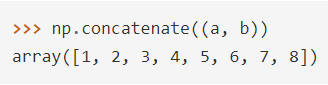 >>> np.concatenate((a, b))
array([1, 2, 3, 4, 5, 6, 7, 8])